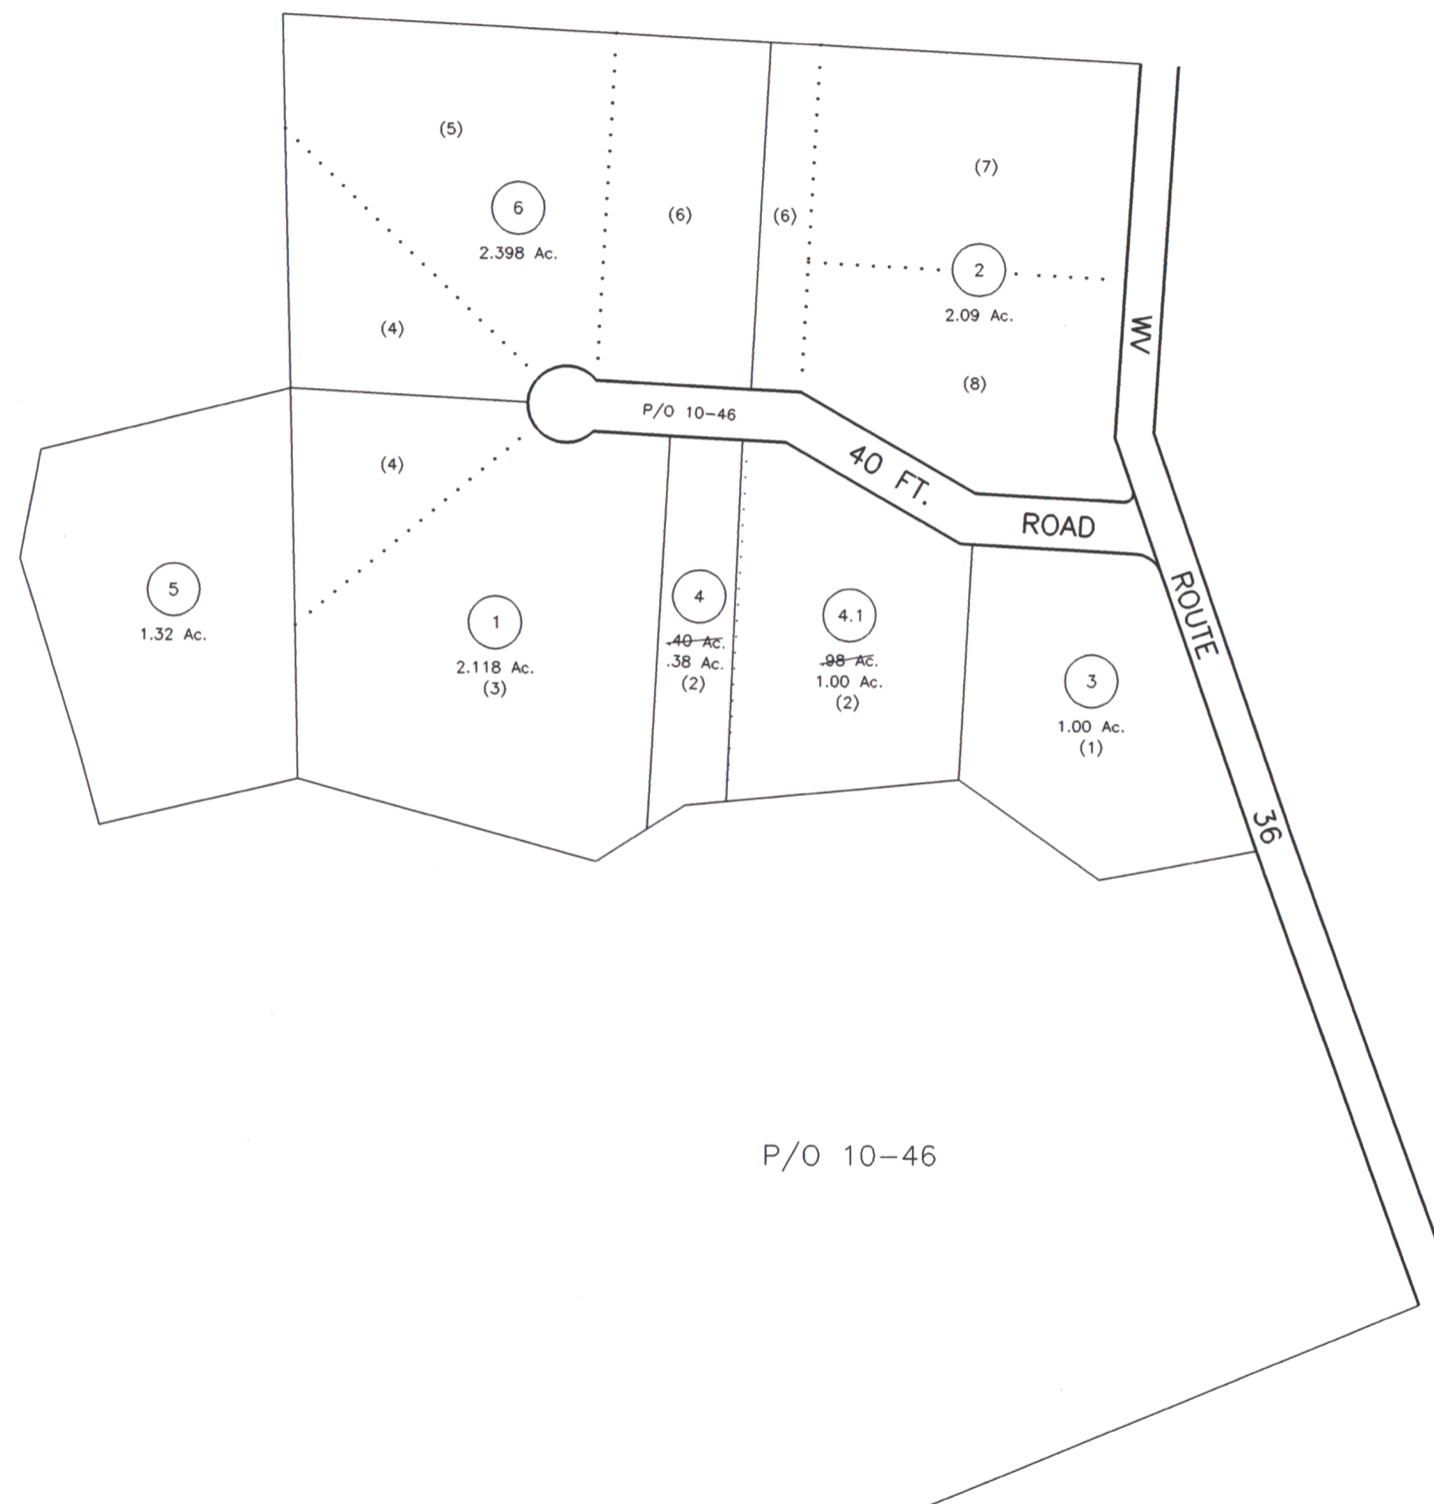 (5)
(7)
6
(6)
(6)
2.398 Ac.
2
2.09 Ac.
(4)
WV
(8)
P/O 10-46
(4)
40 FT.
ROAD
5
1.32 Ac.
1
2.118 Ac.
(3)
4
.40 Ac.
.38 Ac.
(2)
4.1
.98 Ac.
1.00 Ac.
(2)
ROUTE
3
1.00 Ac.
(1)
36
P/O 10-46